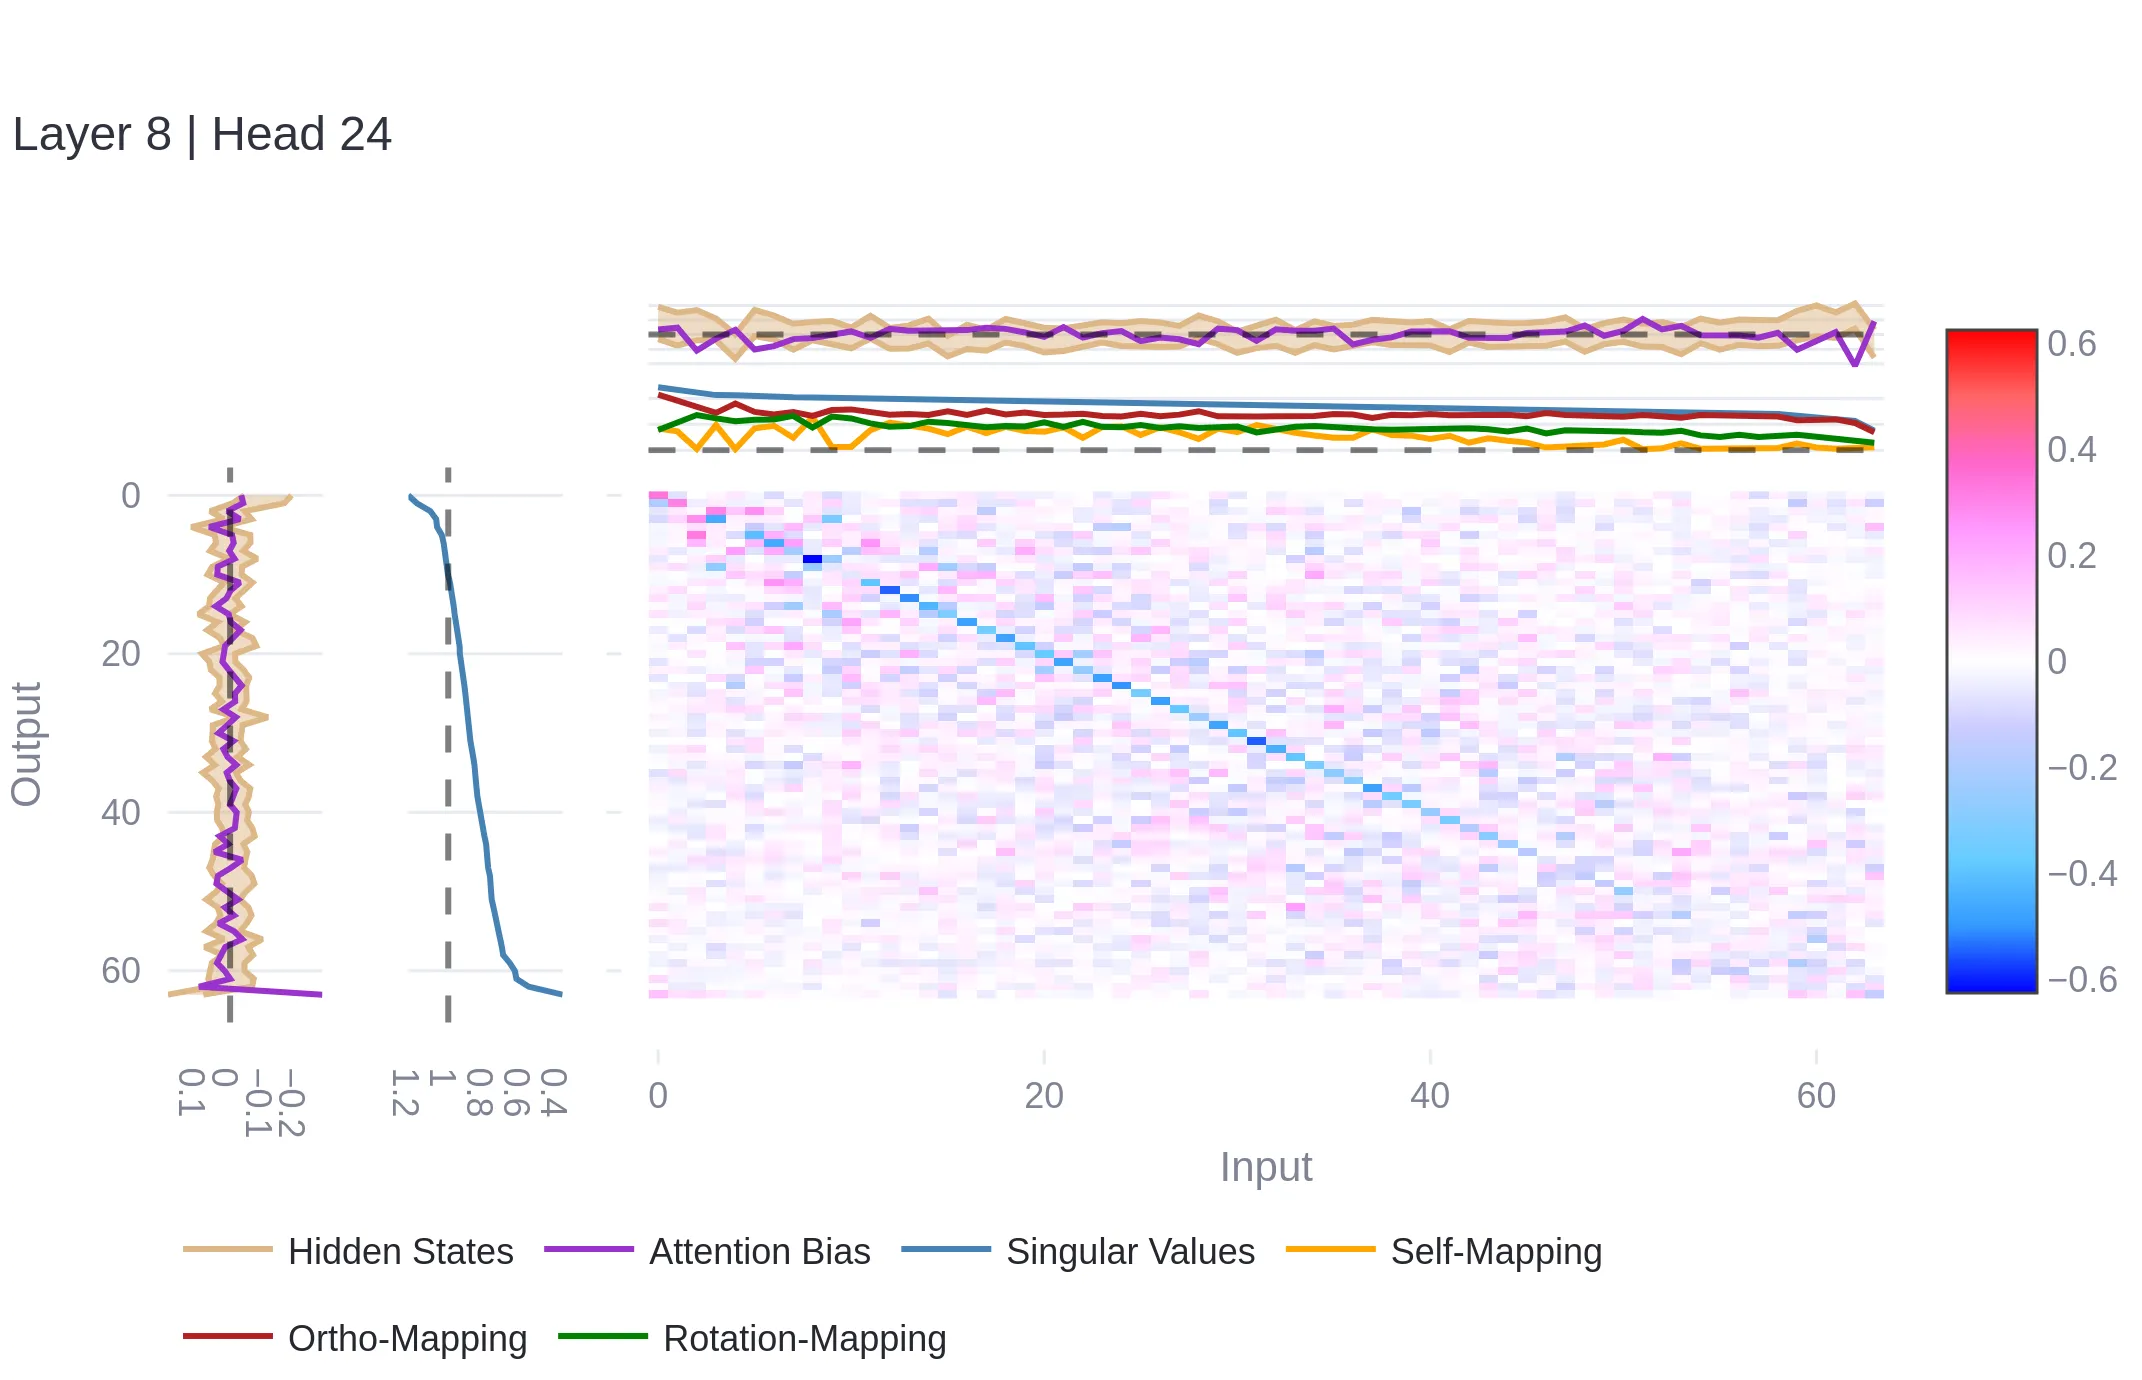 Layer 8 | Head 24
0
20
40
60
Output
0.1
0
−0.1
−0.2
1.2
1
0.8
0.6
0.4
0
20
40
60
Input
0.6
0.4
0.2
0
−0.2
−0.4
−0.6
Hidden States
Attention Bias
Singular Values
Self-Mapping
Ortho-Mapping
Rotation-Mapping